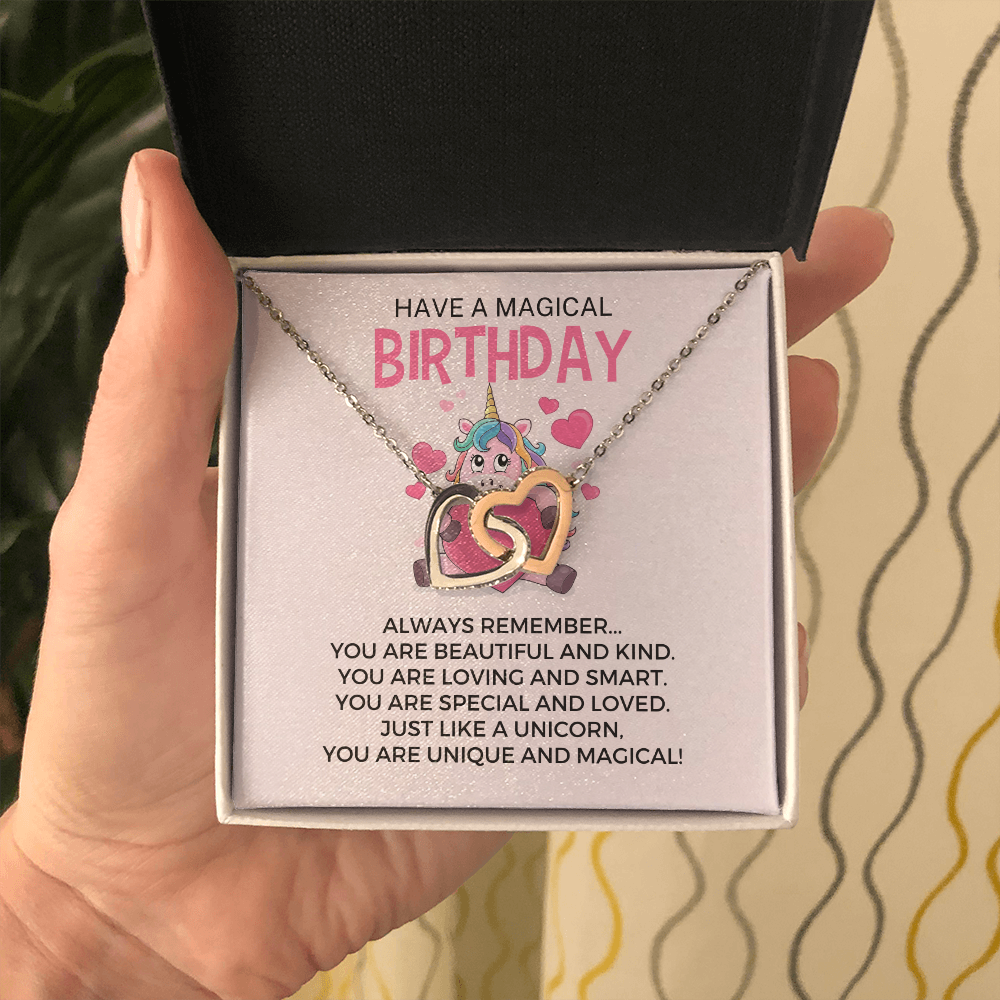 HAVE A MAGICAL
BIRTHDAY
ALWAYS REMEMBER...
YOU ARE BEAUTIFUL AND KIND.
YOU ARE LOVING AND SMART.
YOU ARE SPECIAL AND LOVED.
JUST LIKE A UNICORN,
YOU ARE UNIQUE AND MAGICAL!